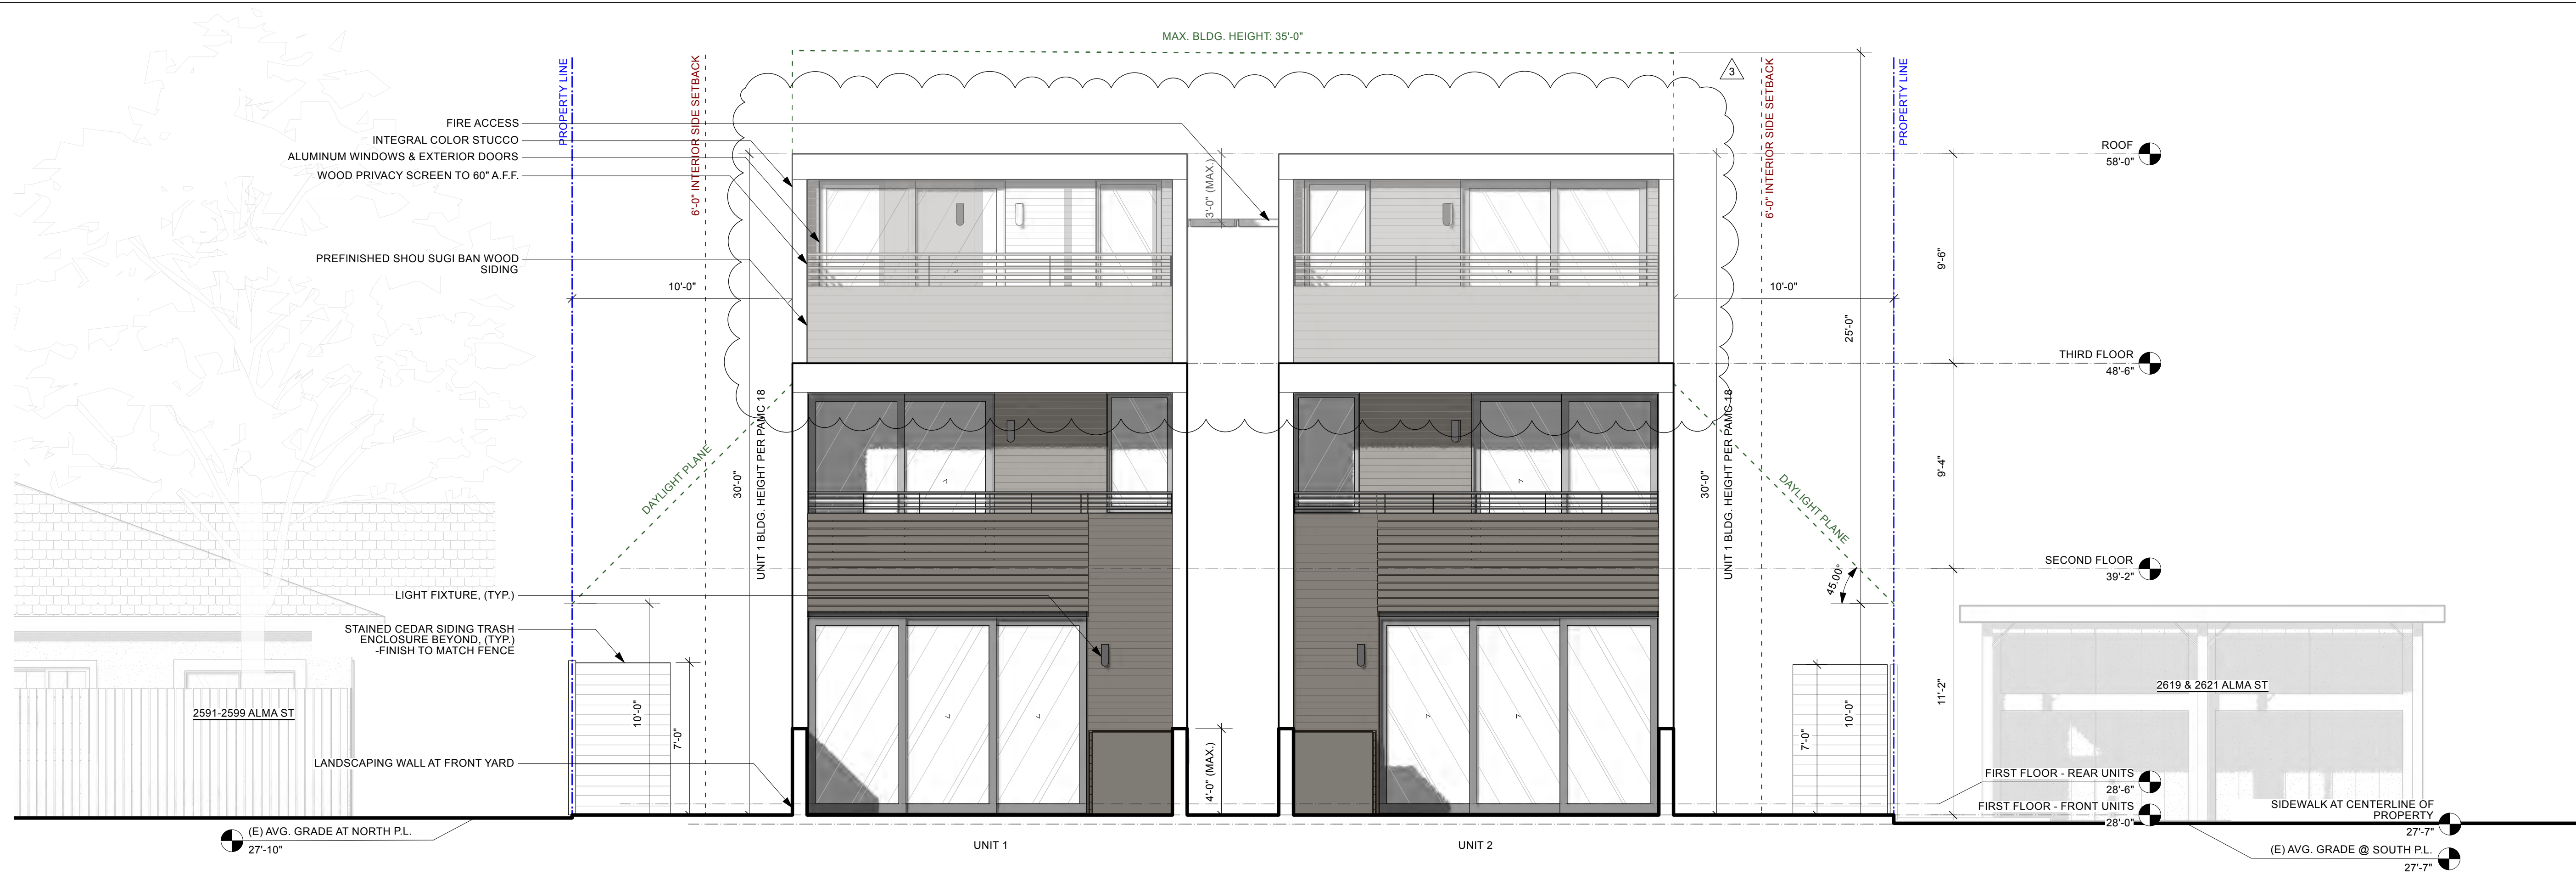 MAX. BLDG. HEIGHT: 35'-0"
3
PROPERTY LINE
6'-0" INTERIOR SIDE SETBACK
6'-0" INTERIOR SIDE SETBACK
PROPERTY LINE
FIRE ACCESS
INTEGRAL COLOR STUCCO
ALUMINUM WINDOWS & EXTERIOR DOORS
WOOD PRIVACY SCREEN TO 60" A.F.F.
PREFINISHED SHOU SUGI BAN WOOD
SIDING
3'-0" (MAX.)
ROOF
58'-0"
9'-6"
10'-0"
10'-0"
25'-0"
THIRD FLOOR
48'-6"
9'-4"
DAYLIGHT PLANE
30'-0"
UNIT 1 BLDG. HEIGHT PER PAMC 18
30'-0"
UNIT 1 BLDG. HEIGHT PER PAMC 18
DAYLIGHT PLANE
45.00°
SECOND FLOOR
39'-2"
11'-2"
LIGHT FIXTURE, (TYP.)
STAINED CEDAR SIDING TRASH
ENCLOSURE BEYOND, (TYP.)
-FINISH TO MATCH FENCE
2591-2599 ALMA ST
10'-0"
7'-0"
LANDSCAPING WALL AT FRONT YARD
4'-0" (MAX.)
7'-0"
10'-0"
2619 & 2621 ALMA ST
FIRST FLOOR - REAR UNITS
28'-6"
FIRST FLOOR - FRONT UNITS
28'-0"
SIDEWALK AT CENTERLINE OF
PROPERTY
27'-7"
(E) AVG. GRADE AT NORTH P.L.
27'-10"
UNIT 1
UNIT 2
(E) AVG. GRADE @ SOUTH P.L.
27'-7"